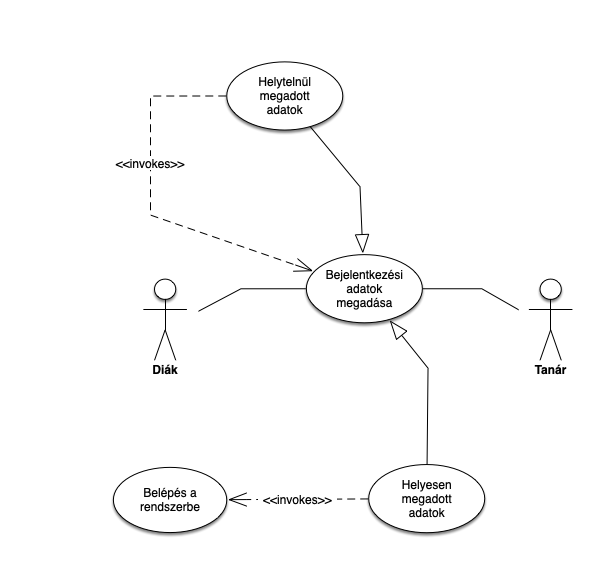 Helytelnül
megadott
adatok
<<invokes>>
Bejelentkezési
adatok
megadása
Diák
Tanár
Belépés a
rendszerbe
<<invokes>>
Helyesen
megadott
adatok